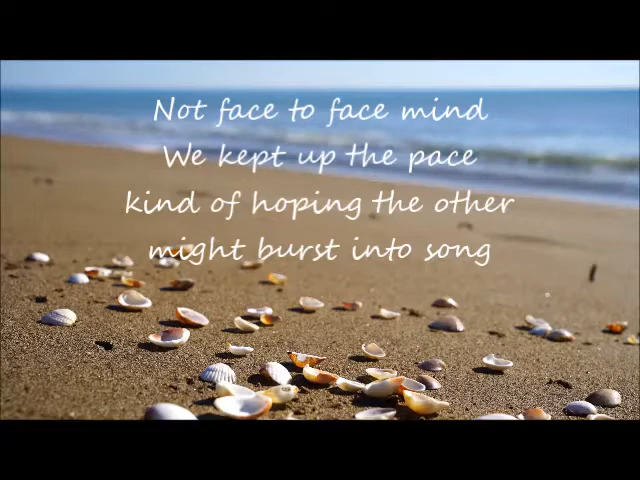 Not face to face mind
We kept up the pace
kind of hoping the other
might burst into song